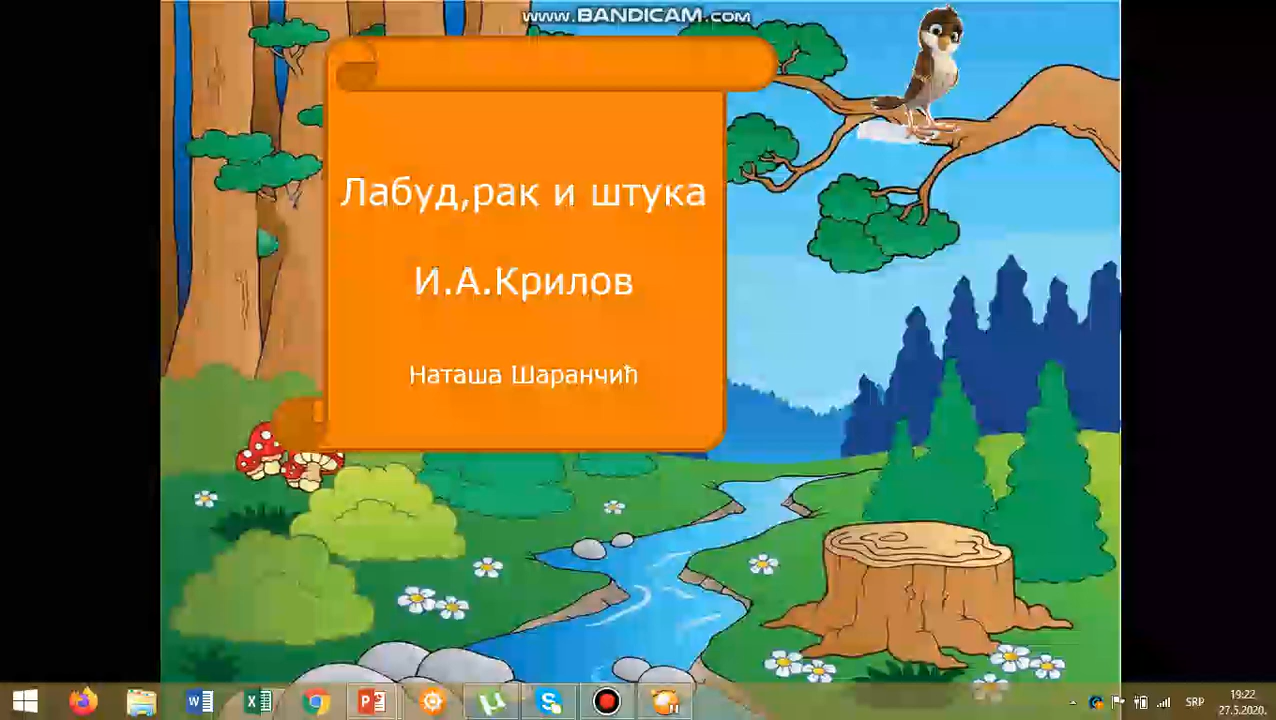 www.BANDICAM.com
Лабуд,рак и штука
И.А.Крилов
Наташа Шаранчић
SRP
19:22
27.5.2020.